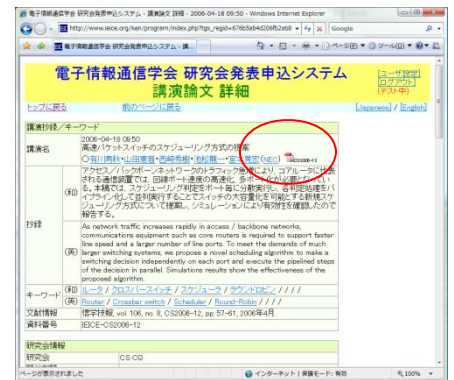 電子情報通信学会 研究会発表申込システム - 講演論文 詳細 - 2006-04-18 09:50 - Windows Internet Explorer
http://www.ieice.org/ken/program/index.php?tgs_regid=
Google
電子情報通信学会 研究会発表申込システム - 講...
ページ(P) ツール(O)
電子情報通信学会 研究会発表申込システム
講演論文 詳細
[ユーザ設定]
[ログアウト]
(テスト中)
トップに戻る 前のページに戻る [Japanese] / [English]
講演抄録/キーワード
講演名
2006-04-18 09:50
高速パケットスイッチのスケジューリング方式の提案
(NEC) CS2006-12
抄録
(和)
アクセス/バックボーンネットワークのトラフィック急増により、コアルータに代表
される通信装置では、回線ポート速度の高速化、多ポート化が必要となってい
る。本稿では、スケジューリング判定をポート毎に分散実行し、各判定処理をパ
イプライン化して並列実行することでスイッチの大容量化を可能とする新規スケ
ジューリング方式について提案し、シミュレーションにより有効性を確認したので
報告する。
(英)
As network traffic increases rapidly in access / backbone networks,
communications equipment such as core routers is required to support faster
line speed and a larger number of line ports. To meet the demands of much
larger switching systems, we propose a novel scheduling algorithm to make a
switching decision independently on each port and execute the pipelined steps
of the decision in parallel. Simulations results show the effectiveness of the
proposed algorithm.
キーワード
(和) ルータ / クロスバースイッチ / スケジューラ / ラウンドロビン / / / /
(英) Router / Crossbar switch / Scheduler / Round-Robin / / / /
文献情報 信学技報, vol. 106, no. 8, CS2006-12, pp. 57-61, 2006年4月.
資料番号 IEICE-CS2006-12
研究会情報
研究会 CS CQ
ページが表示されました インターネット | 保護モード: 有効 100%